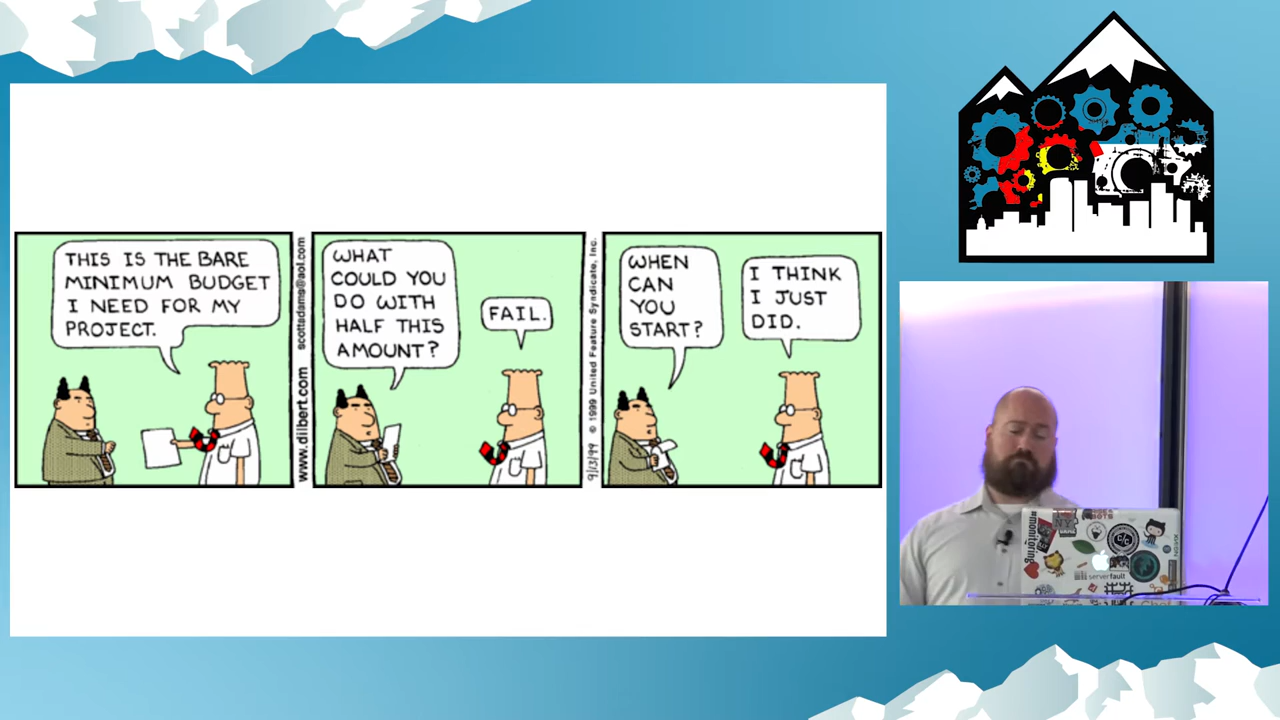 THIS IS THE BARE
MINIMUM BUDGET
I NEED FOR MY
PROJECT.
www.dilbert.com scottadams@aol.com
WHAT
COULD YOU
DO WITH
HALF THIS
AMOUNT?
FAIL.
9/13/99 © 1999 United Feature Syndicate, Inc.
WHEN
CAN
YOU
START?
I THINK
I JUST
DID.
#monitoring
NY
serverfault